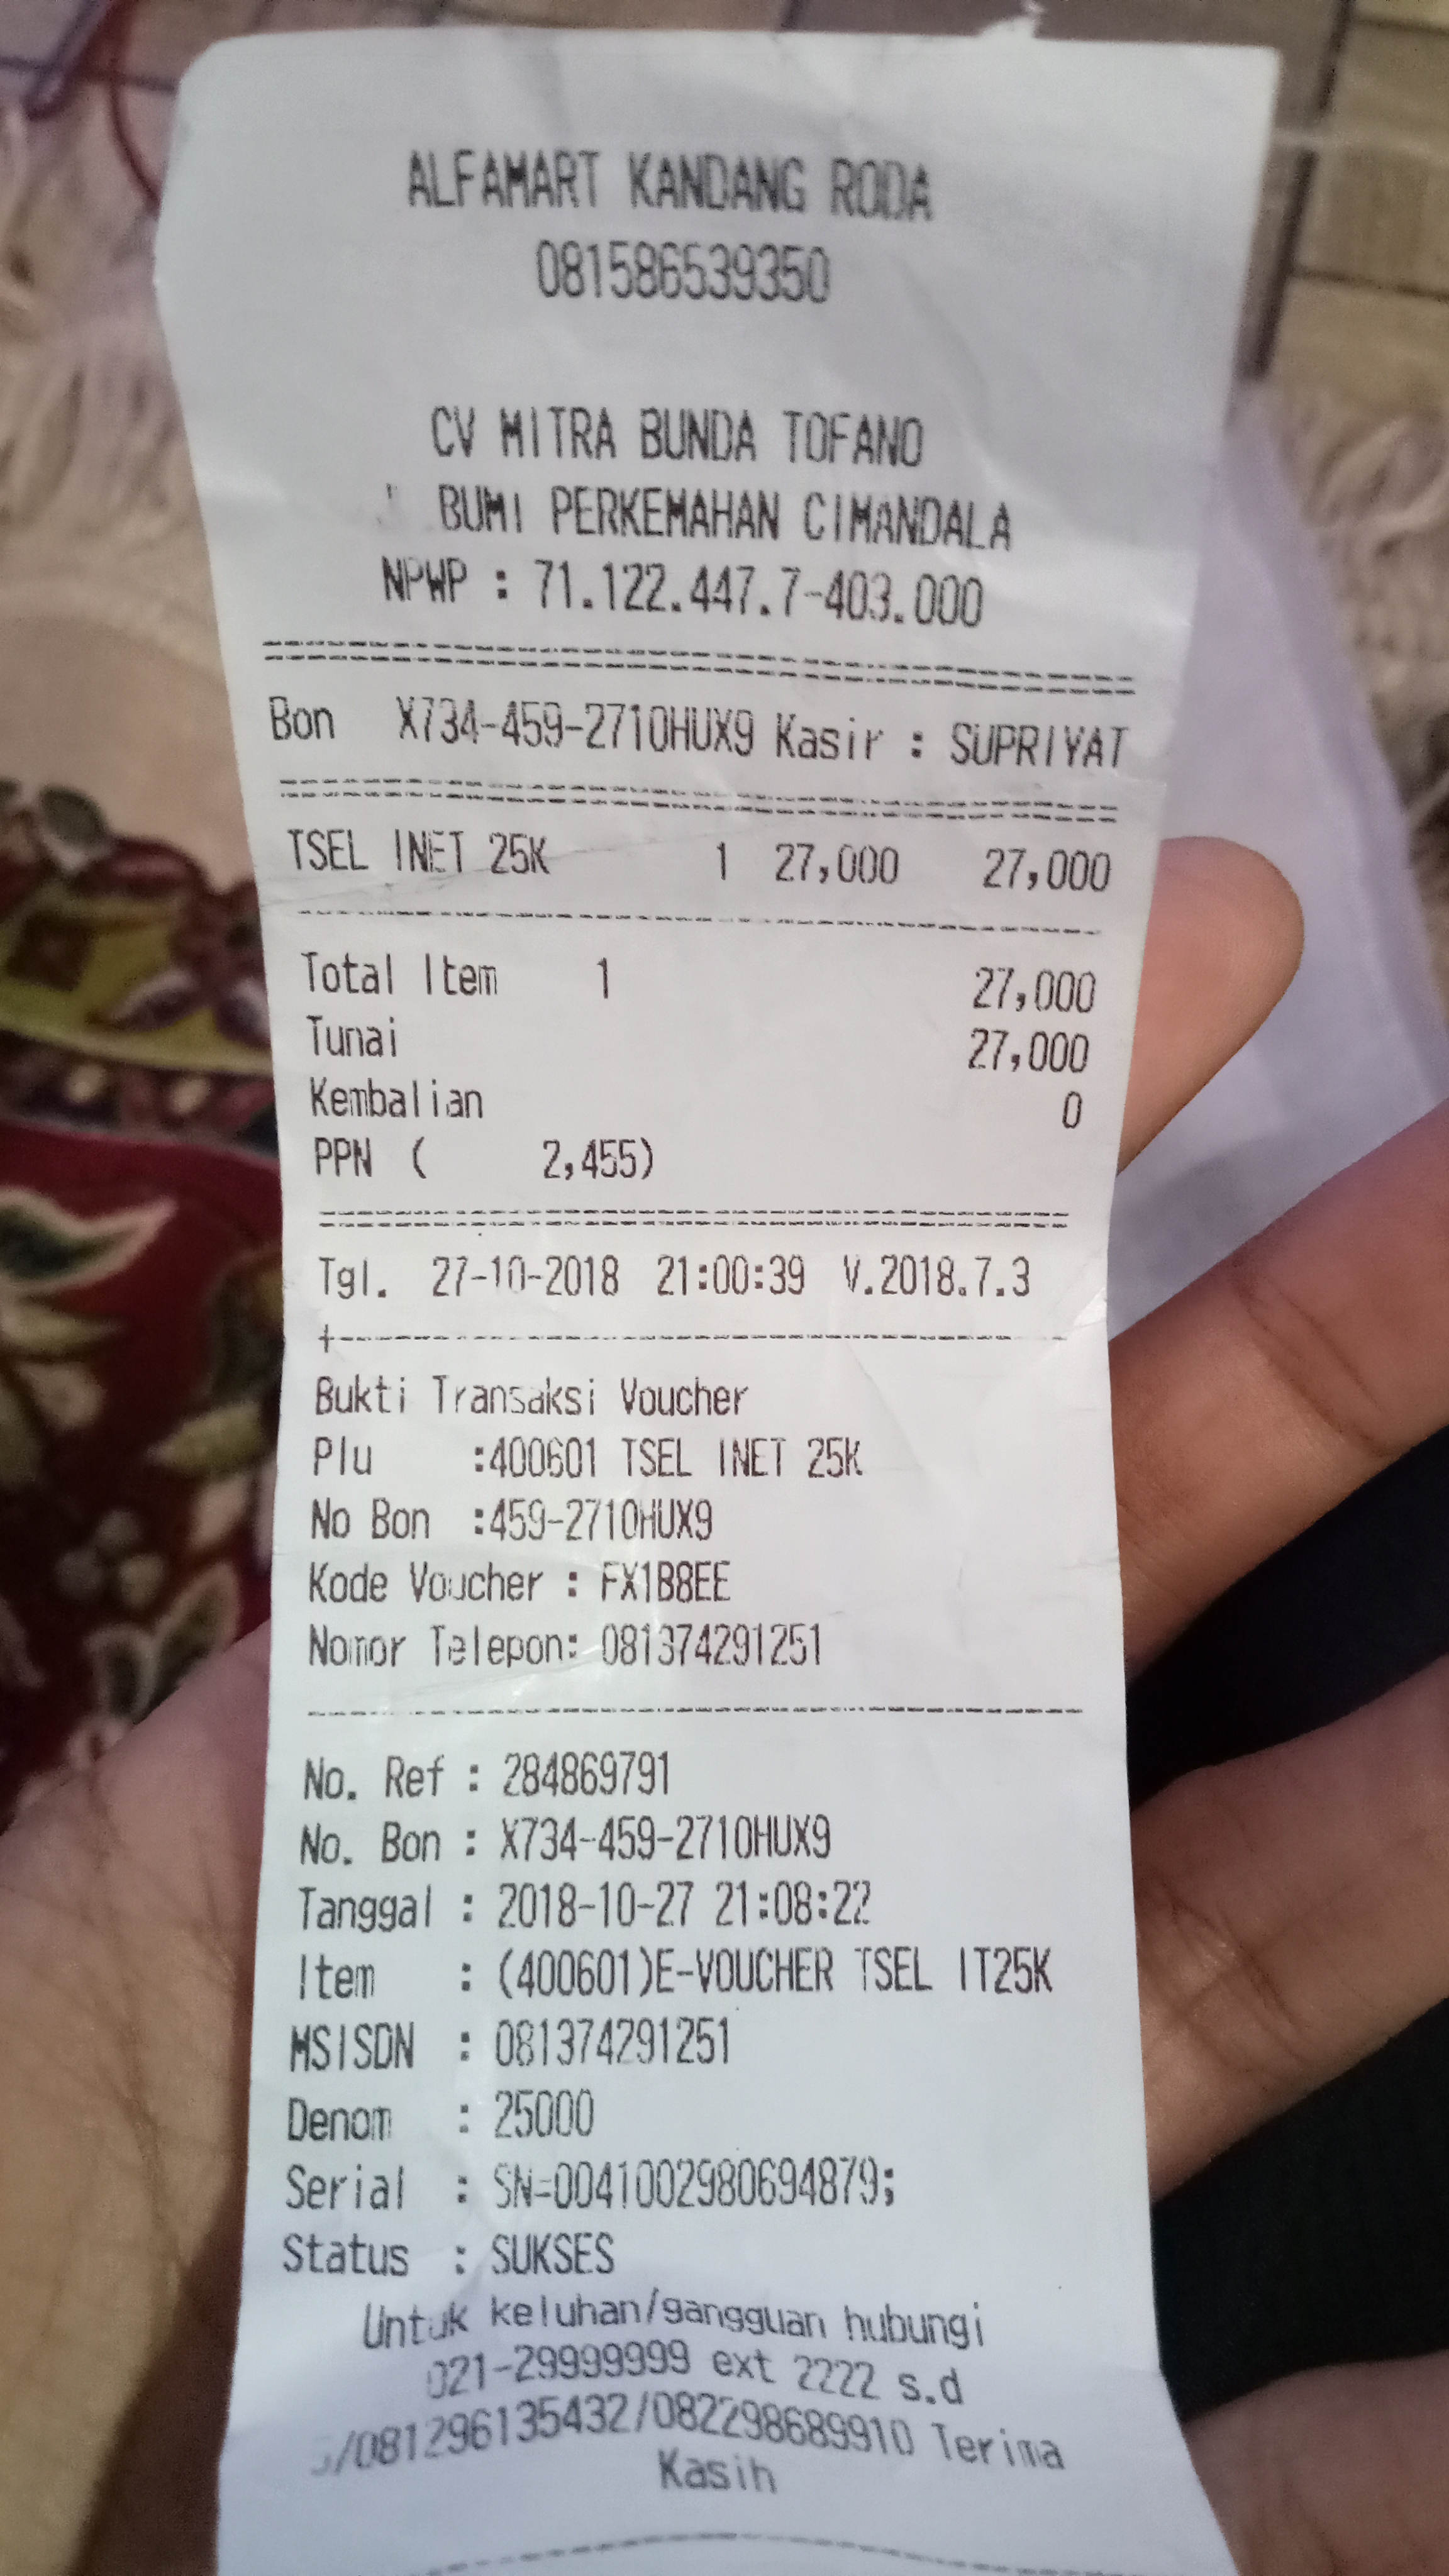 ALFAMART KANDANG RODA
081586539350
CV MITRA BUNDA TOFANO
BUMI PERKEMAHAN CIMANDALA
NPWP : 71.122.447.7-403.000
Bon X734-459-2710HUX9 Kasir : SUPRIYAT
TSEL INET 25K 1 27,000 27,000
Total Item 1 27,000
Tunai 27,000
Kembalian 0
PPN ( 2,455)
Tgl. 27-10-2018 21:00:39 V.2018.7.3
Bukti Transaksi Voucher
Plu :400601 TSEL INET 25K
No Bon :459-2710HUX9
Kode Voucher : FX1B8EE
Nomor Telepon: 081374291251
No. Ref : 284869791
No. Bon : X734-459-2710HUX9
Tanggal : 2018-10-27 21:08:22
Item : (400601)E-VOUCHER TSEL IT25K
MSISDN : 081374291251
Denom : 25000
Serial : SN=0041002980694879;
Status : SUKSES
Untuk keluhan/gangguan hubungi
021-29999999 ext 2222 s.d
/081296135432/082298689910 Terima
Kasih